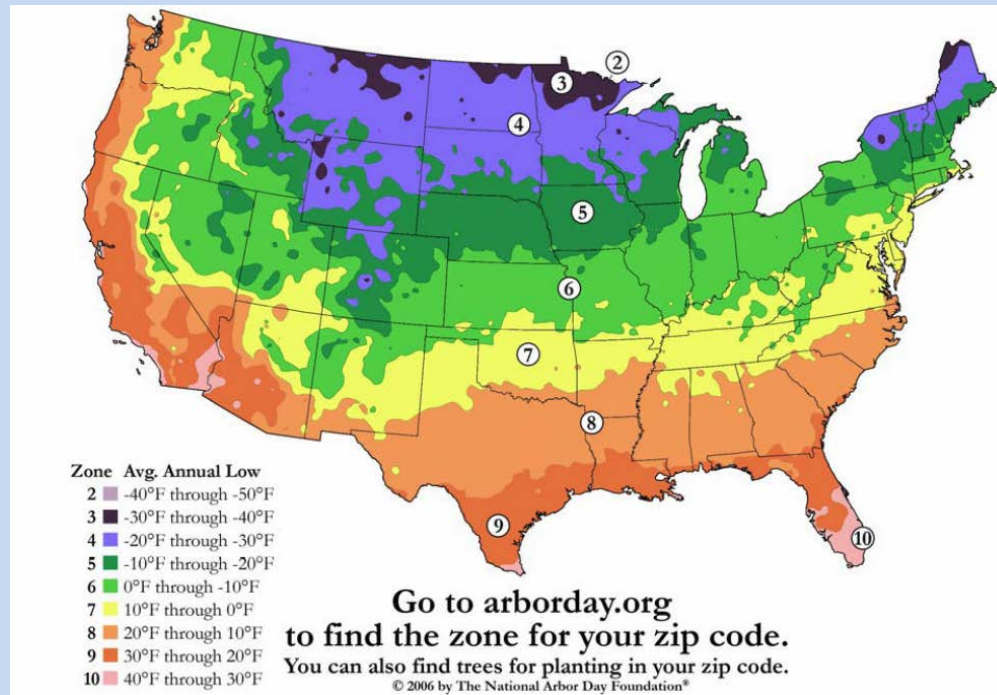 2
3
4
5
6
7
8
9
10
Zone Avg. Annual Low
2 -40°F through -50°F
3 -30°F through -40°F
4 -20°F through -30°F
5 -10°F through -20°F
6 0°F through -10°F
7 10°F through 0°F
8 20°F through 10°F
9 30°F through 20°F
10 40°F through 30°F
Go to arborday.org
to find the zone for your zip code.
You can also find trees for planting in your zip code.
© 2006 by The National Arbor Day Foundation®